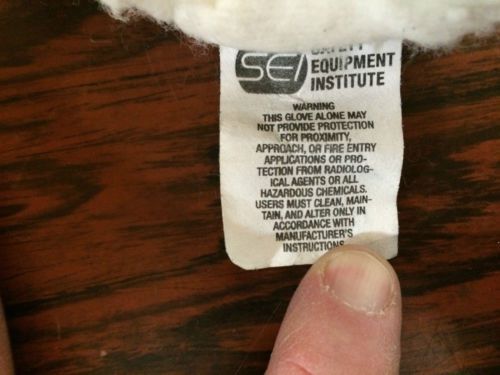 SEI SAFETY
EQUIPMENT
INSTITUTE
WARNING
THIS GLOVE ALONE MAY
NOT PROVIDE PROTECTION
FOR PROXIMITY,
APPROACH, OR FIRE ENTRY
APPLICATIONS OR PRO-
TECTION FROM RADIOLOG-
ICAL AGENTS OR ALL
HAZARDOUS CHEMICALS.
USERS MUST CLEAN, MAIN-
TAIN, AND ALTER ONLY IN
ACCORDANCE WITH
MANUFACTURER'S
INSTRUCTIONS